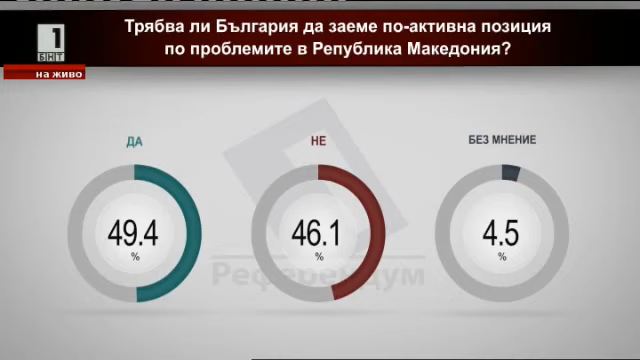 Трябва ли България да заеме по-активна позиция
по проблемите в Република Македония?
1
БНТ
на живо
ДА
НЕ
БЕЗ МНЕНИЕ
49.4
%
46.1
%
4.5
%
Референдум